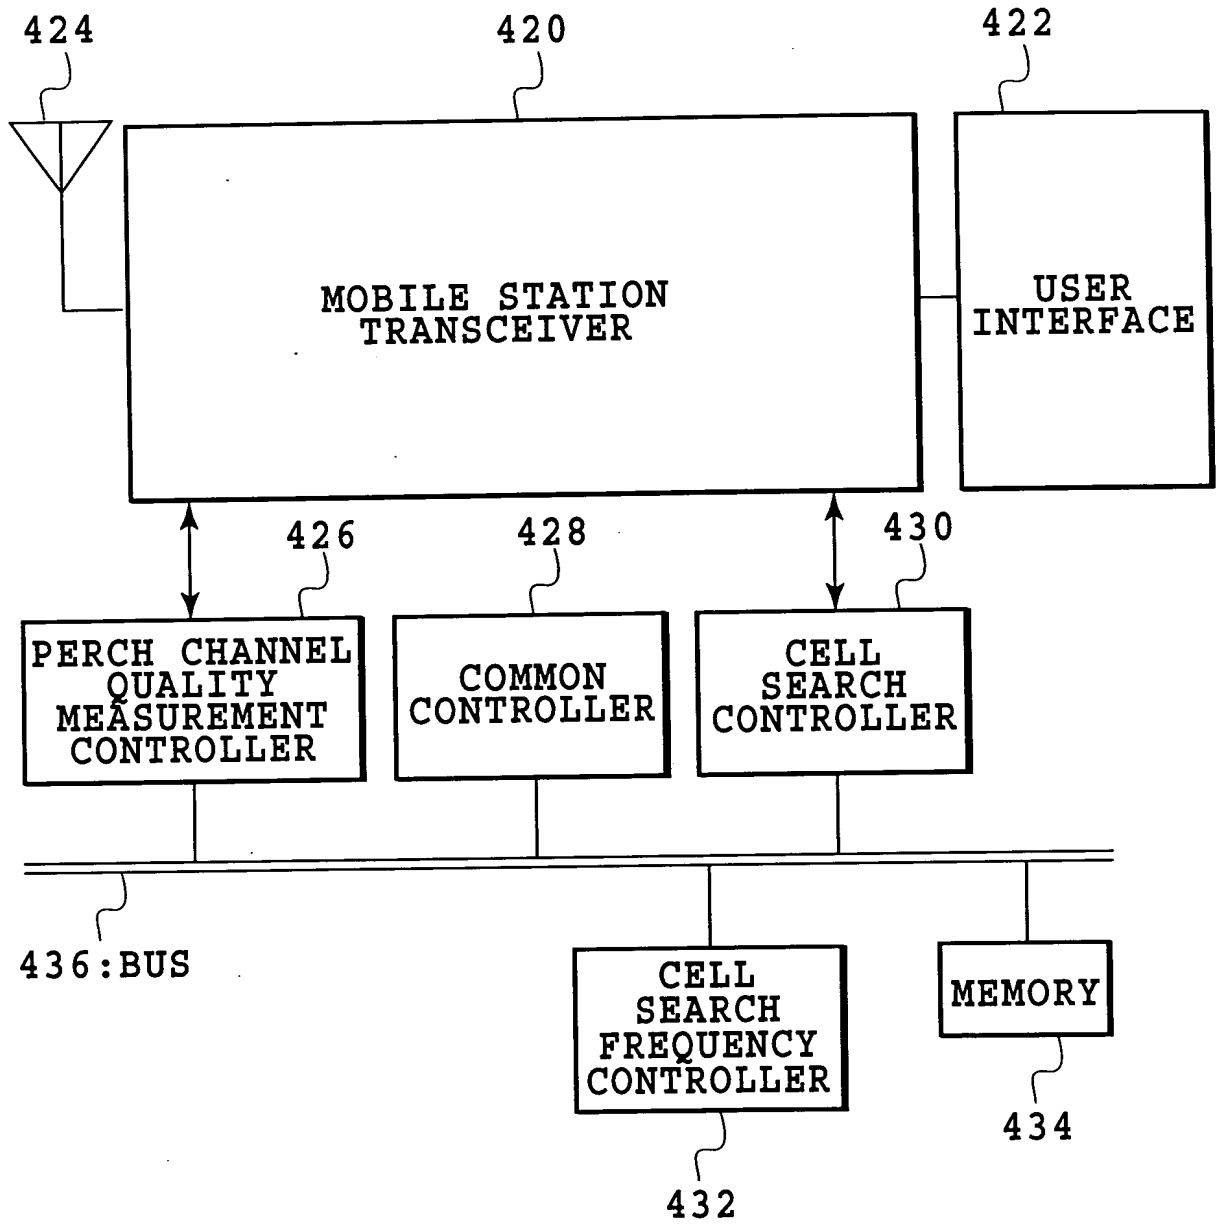 424
420
422
MOBILE STATION
TRANSCEIVER
USER
INTERFACE
426
428
430
PERCH CHANNEL
QUALITY
MEASUREMENT
CONTROLLER
COMMON
CONTROLLER
CELL
SEARCH
CONTROLLER
436:BUS
CELL
SEARCH
FREQUENCY
CONTROLLER
MEMORY
434
432